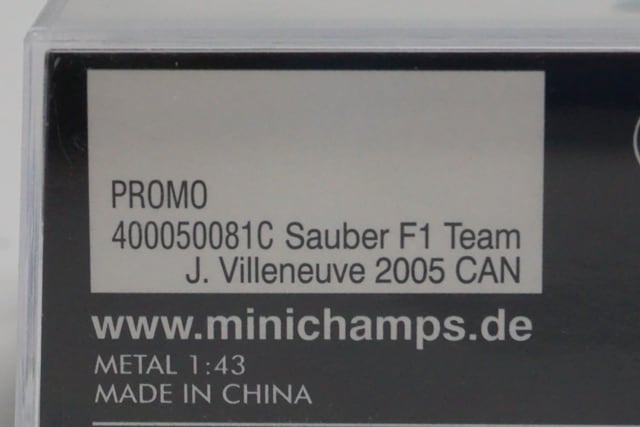 PROMO
400050081C Sauber F1 Team
J. Villeneuve 2005 CAN
www.minichamps.de
METAL 1:43
MADE IN CHINA